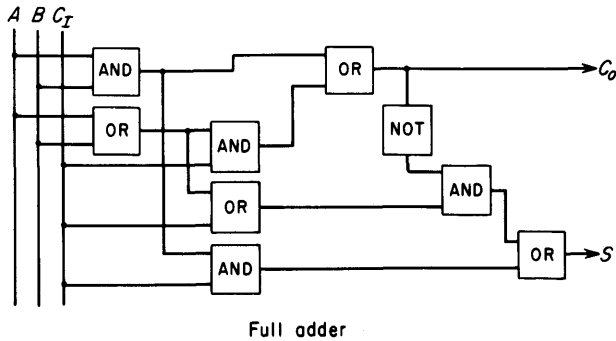 A B C_I
AND
OR
C_O
OR
AND
NOT
OR
AND
AND
OR
S
Full adder